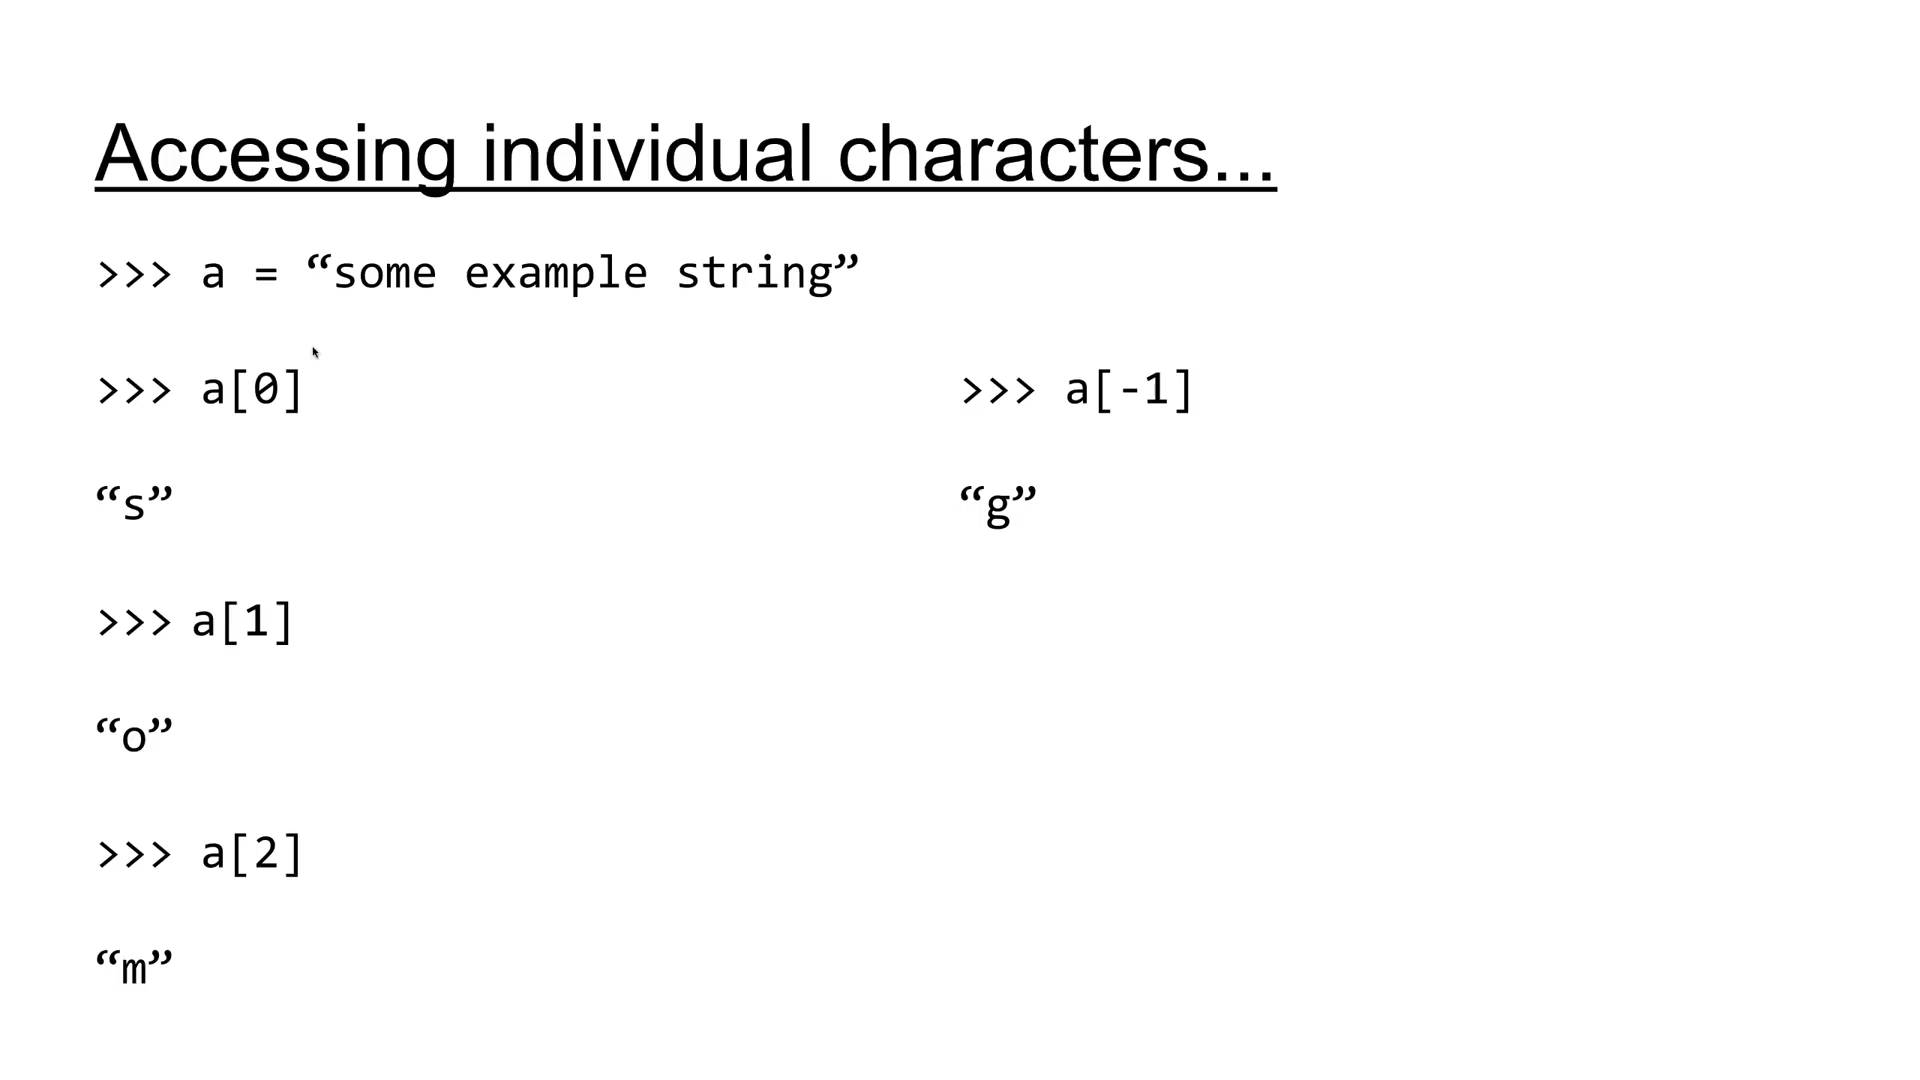 Accessing individual characters...
>>> a = “some example string”
>>> a[0]
“s”
>>> a[1]
“o”
>>> a[2]
“m”
>>> a[-1]
“g”